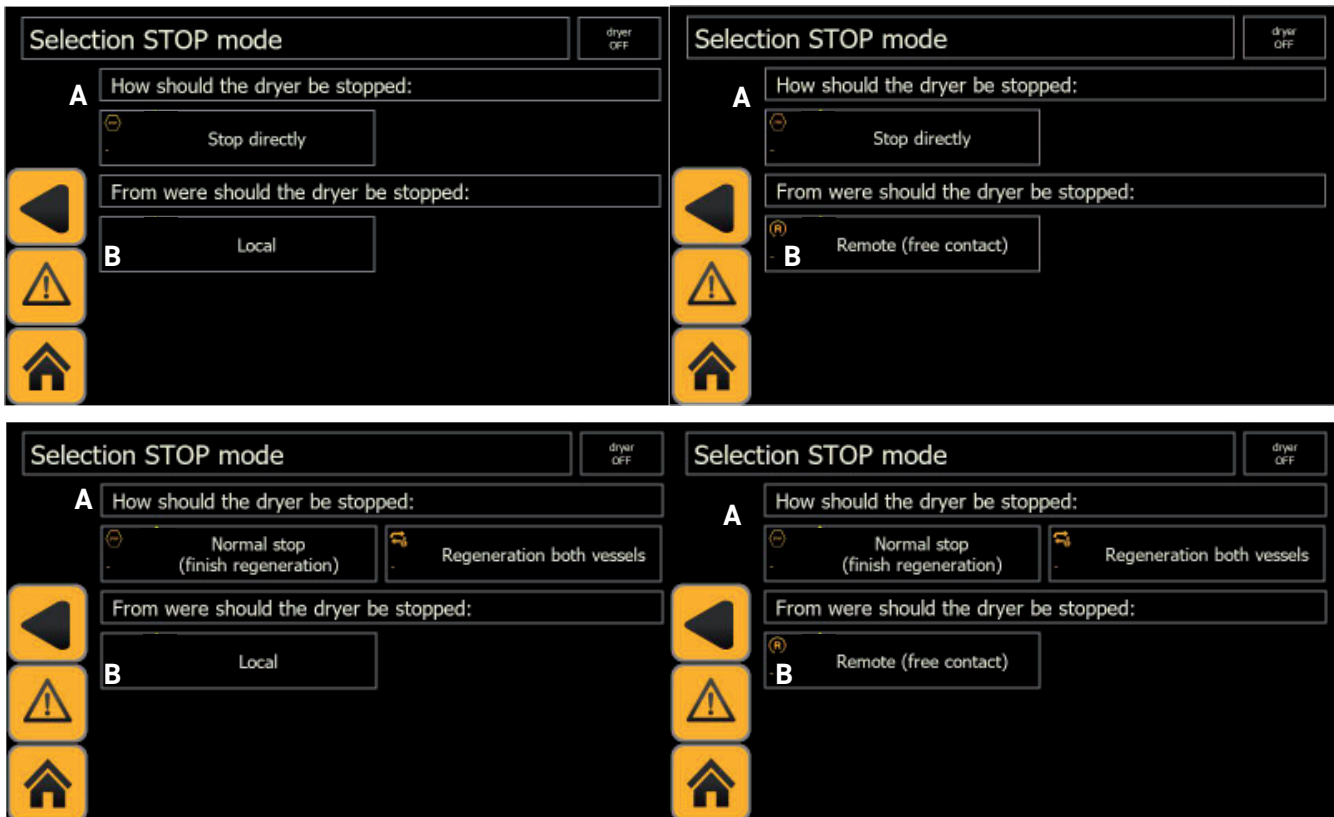 Selection STOP mode
dryer
OFF
A
How should the dryer be stopped:
-
Stop directly
From were should the dryer be stopped:
B
Local
Selection STOP mode
dryer
OFF
A
How should the dryer be stopped:
-
Stop directly
From were should the dryer be stopped:
R
- B
Remote (free contact)
Selection STOP mode
dryer
OFF
A
How should the dryer be stopped:
-
Normal stop
(finish regeneration)
-
Regeneration both vessels
From were should the dryer be stopped:
B
Local
Selection STOP mode
dryer
OFF
A
How should the dryer be stopped:
-
Normal stop
(finish regeneration)
-
Regeneration both vessels
From were should the dryer be stopped:
R
- B
Remote (free contact)